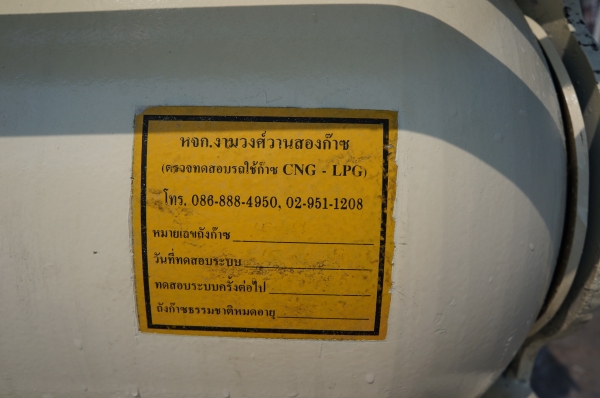 หจก.งามวงศ์วานสองก๊าซ
(ตรวจทดสอบรถใช้ก๊าซ CNG - LPG)
โทร. 086-888-4950, 02-951-1208
หมายเลขถังก๊าซ
วันที่ทดสอบระบบ
ทดสอบระบบครั้งต่อไป
ถังก๊าซธรรมชาติหมดอายุ